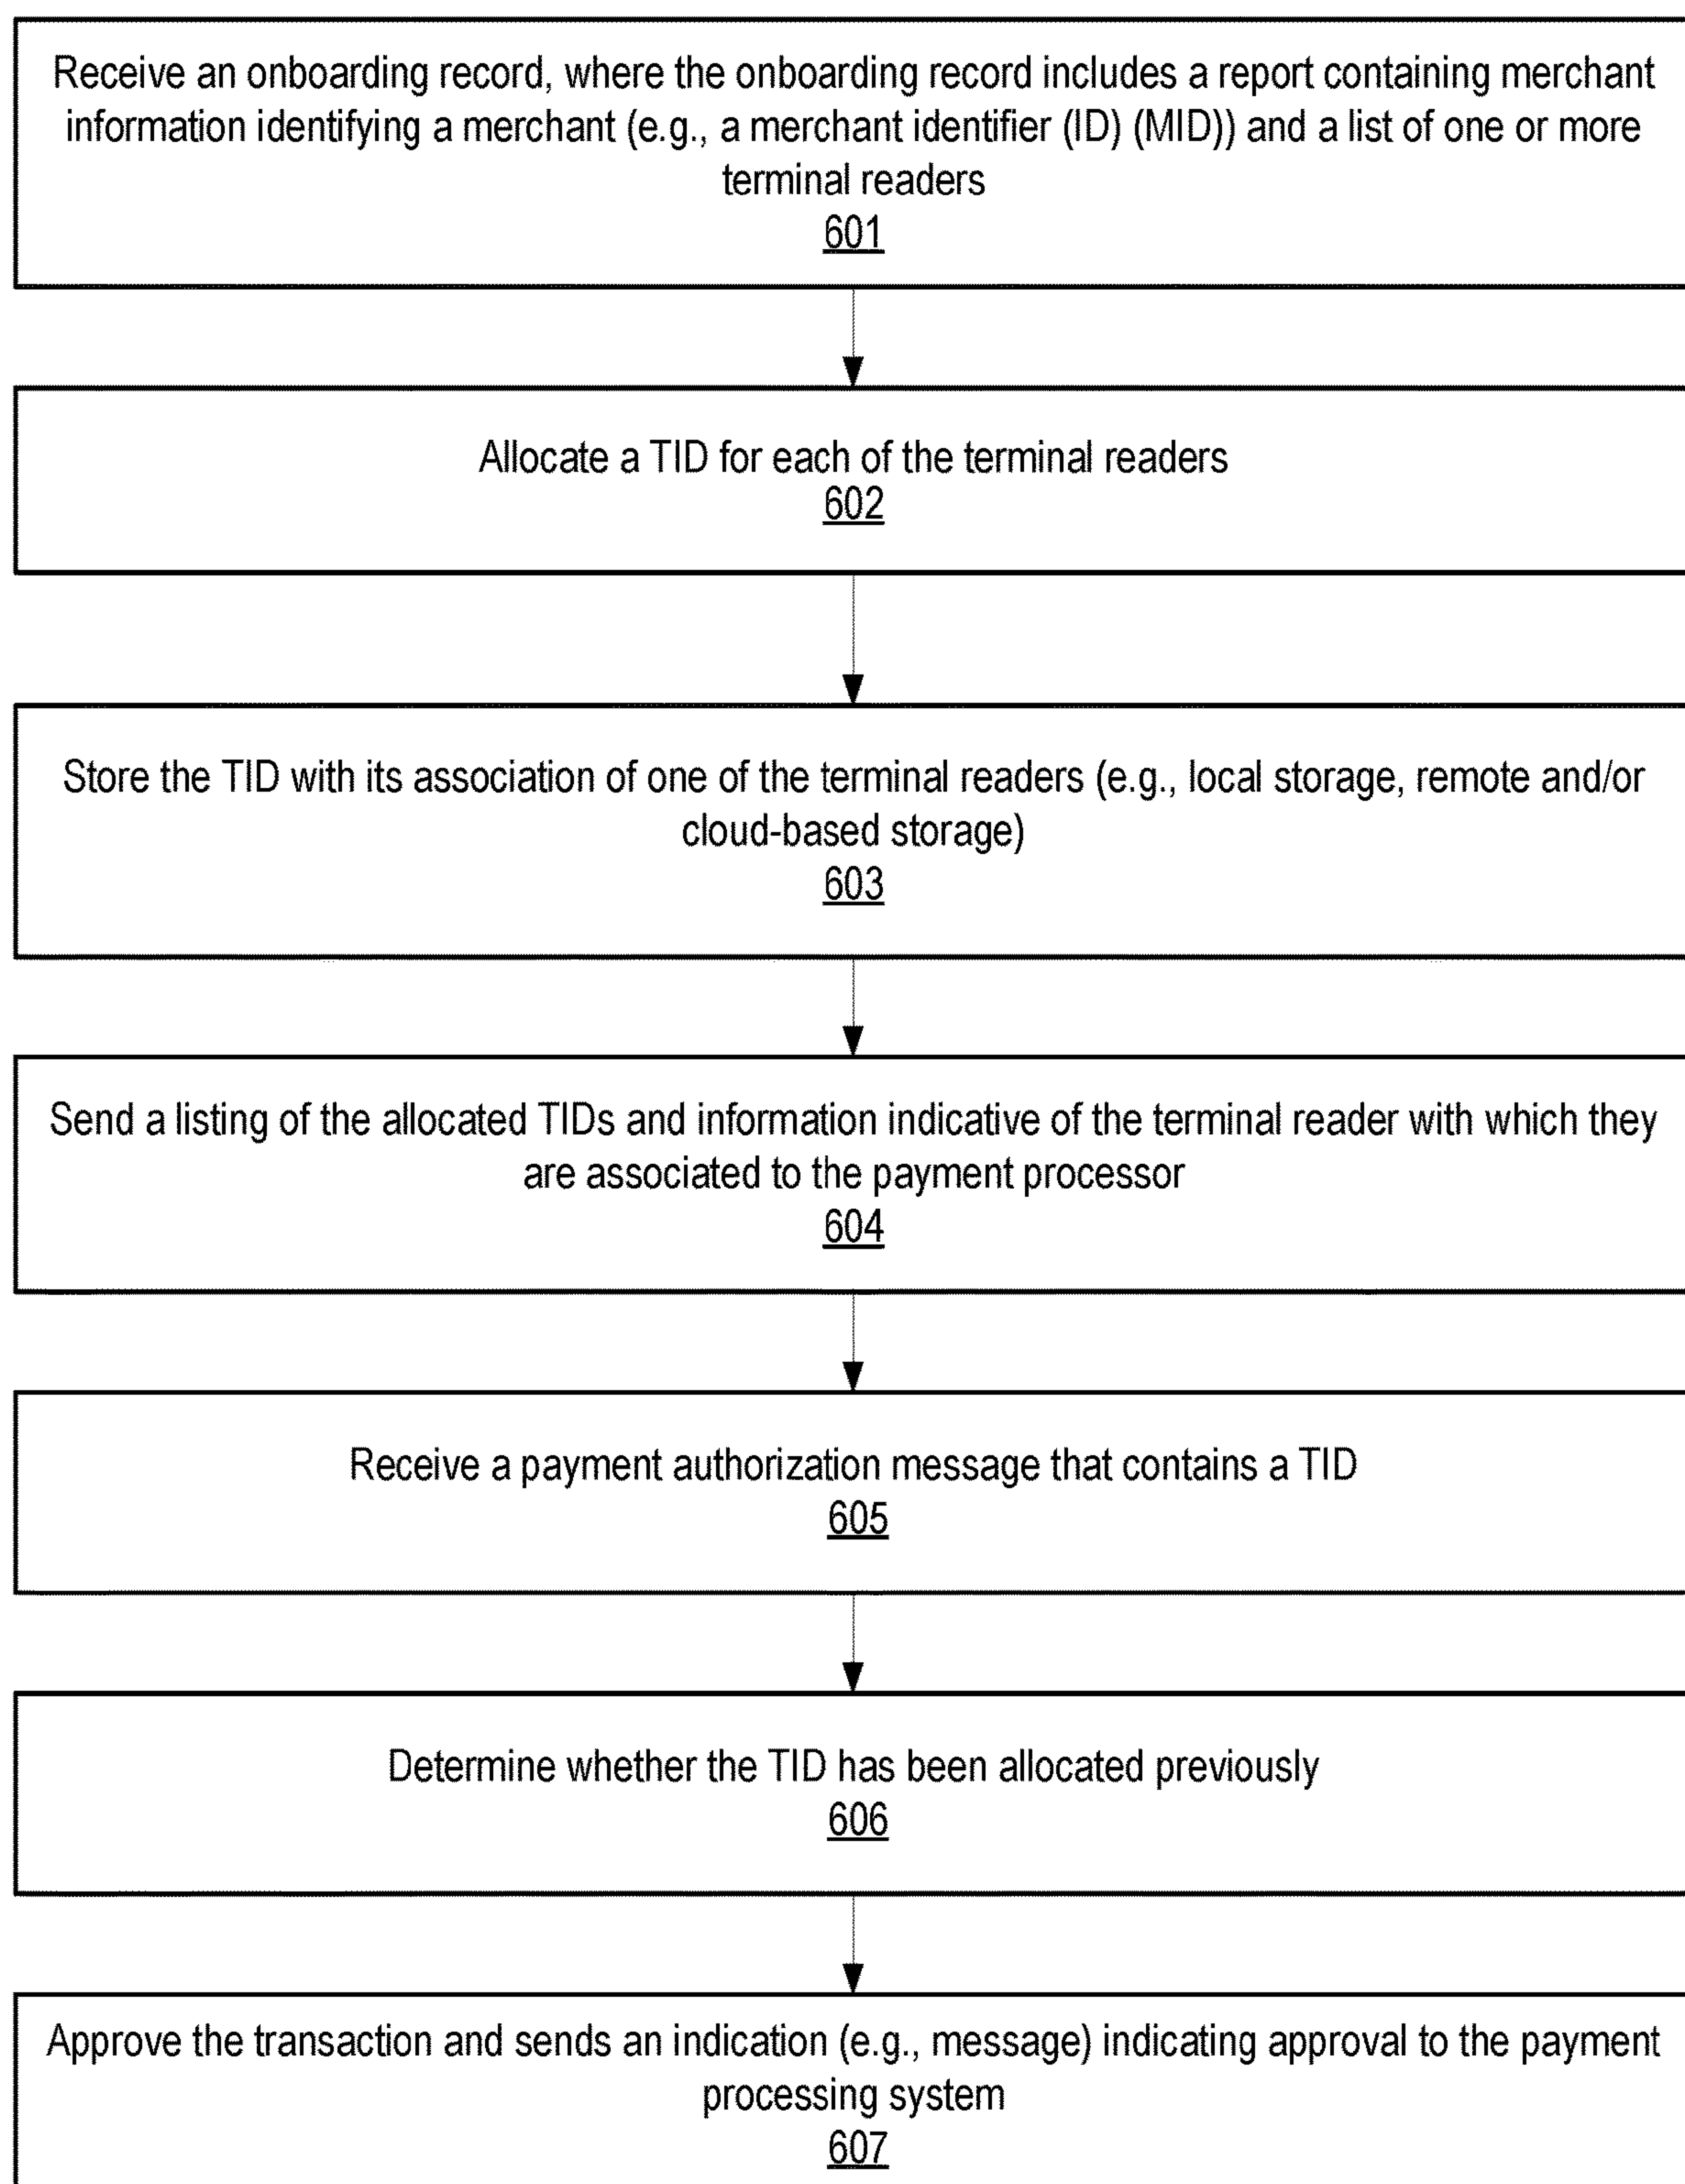 Receive an onboarding record, where the onboarding record includes a report containing merchant
information identifying a merchant (e.g., a merchant identifier (ID) (MID)) and a list of one or more
terminal readers
601
Allocate a TID for each of the terminal readers
602
Store the TID with its association of one of the terminal readers (e.g., local storage, remote and/or
cloud-based storage)
603
Send a listing of the allocated TIDs and information indicative of the terminal reader with which they
are associated to the payment processor
604
Receive a payment authorization message that contains a TID
605
Determine whether the TID has been allocated previously
606
Approve the transaction and sends an indication (e.g., message) indicating approval to the payment
processing system
607